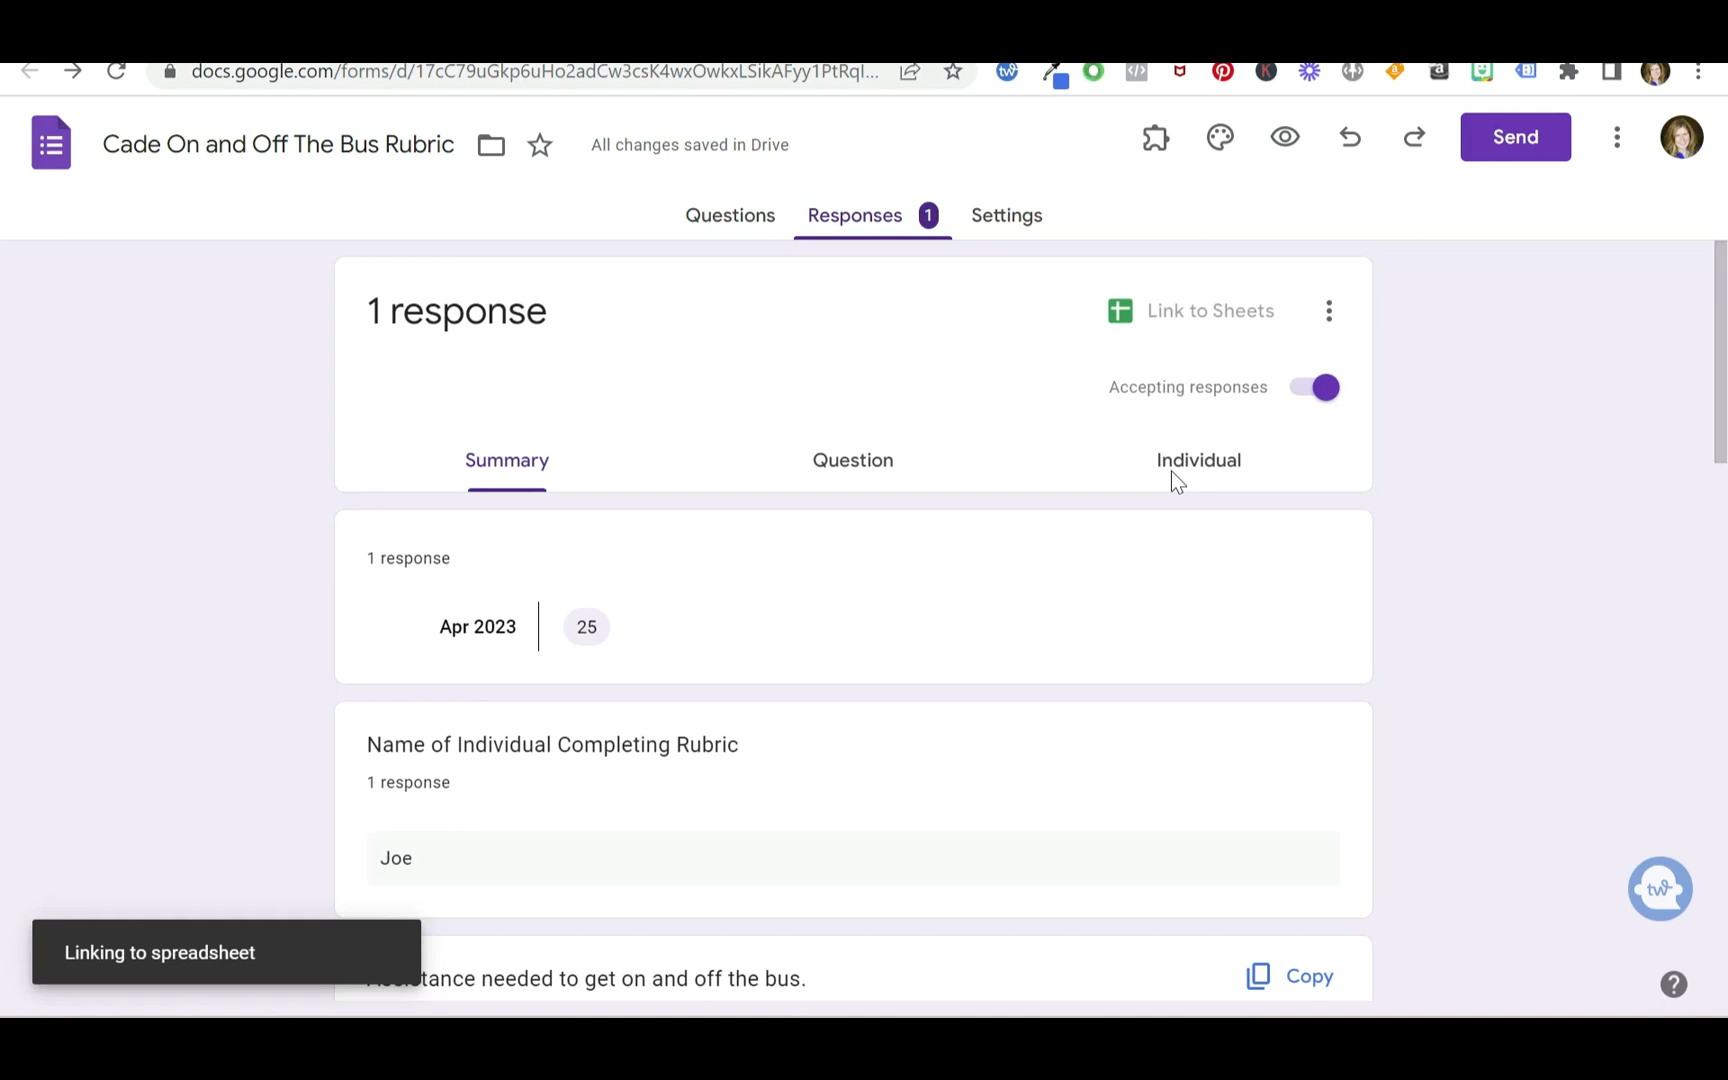 docs.google.com/forms/d/17cC79uGkp6uHo2adCw3csK4wxOwkxLSikAFyy1PtRqI...
Cade On and Off The Bus Rubric
All changes saved in Drive
Send
Questions
Responses 1
Settings
1 response
Link to Sheets
Accepting responses
Summary
Question
Individual
1 response
Apr 2023
25
Name of Individual Completing Rubric
1 response
Joe
Linking to spreadsheet
needed to get on and off the bus.
Copy